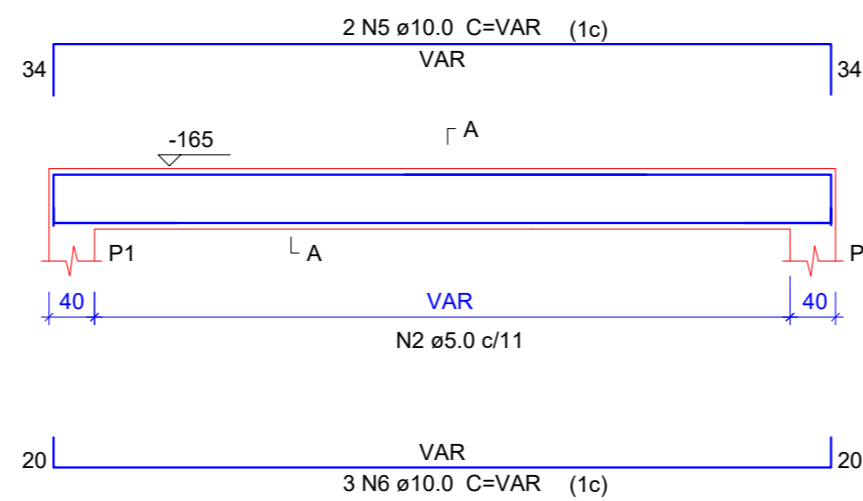 2 N5 ø10.0 C=VAR (1c)
34 VAR 34
A
-165
P1 A P
40 VAR 40
N2 ø5.0 c/11
20 VAR 20
3 N6 ø10.0 C=VAR (1c)